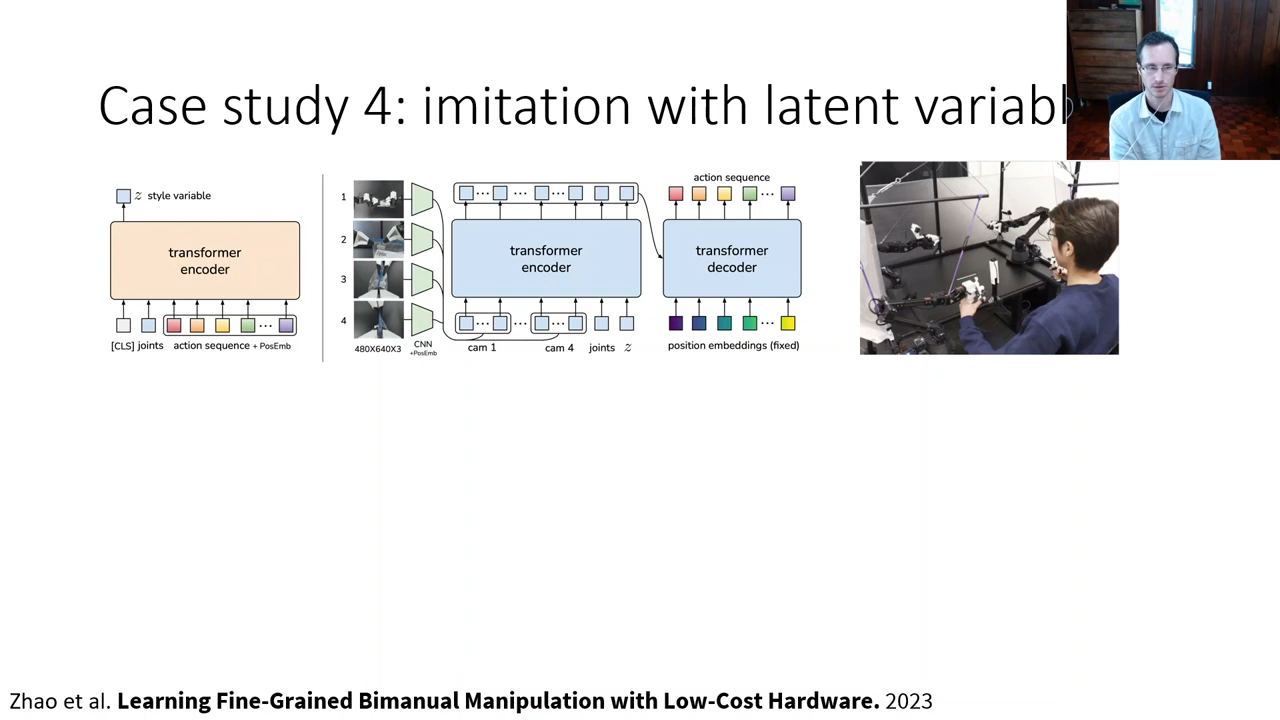 Case study 4: imitation with latent
z style variable
transformer
encoder
[CLS] joints action sequence + PosEmb
1
2
3
4
480X640X3
CNN
+PosEmb
transformer
encoder
cam 1 cam 4 joints z
action sequence
transformer
decoder
position embeddings (fixed)
Zhao et al. Learning Fine-Grained Bimanual Manipulation with Low-Cost Hardware. 2023